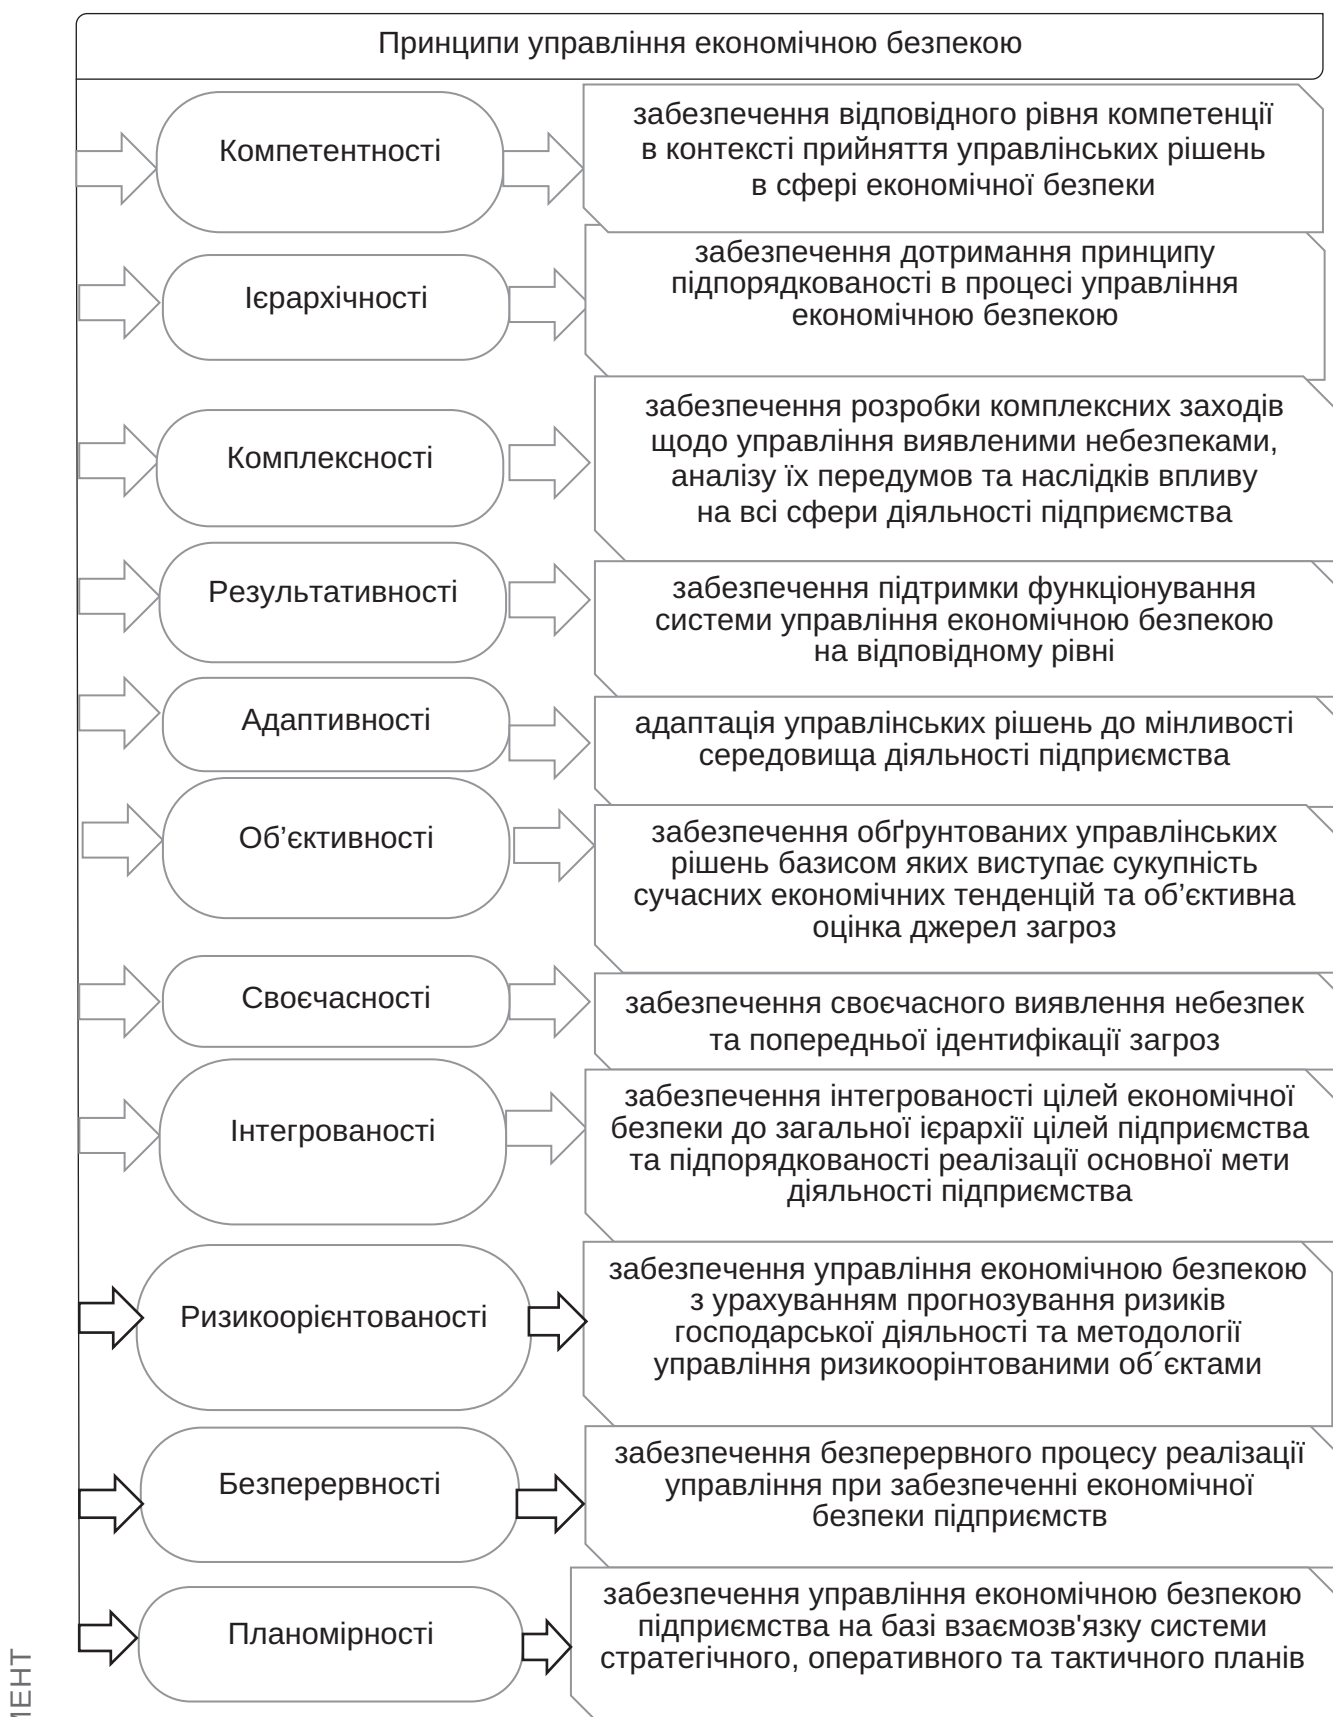 Принципи управління економічною безпекою
Компетентності
забезпечення відповідного рівня компетенції
в контексті прийняття управлінських рішень
в сфері економічної безпеки
Ієрархічності
забезпечення дотримання принципу
підпорядкованості в процесі управління
економічною безпекою
Комплексності
забезпечення розробки комплексних заходів
щодо управління виявленими небезпеками,
аналізу їх передумов та наслідків впливу
на всі сфери діяльності підприємства
Результативності
забезпечення підтримки функціонування
системи управління економічною безпекою
на відповідному рівні
Адаптивності
адаптація управлінських рішень до мінливості
середовища діяльності підприємства
Об’єктивності
забезпечення обґрунтованих управлінських
рішень базисом яких виступає сукупність
сучасних економічних тенденцій та об’єктивна
оцінка джерел загроз
Своєчасності
забезпечення своєчасного виявлення небезпек
та попередньої ідентифікації загроз
Інтегрованості
забезпечення інтегрованості цілей економічної
безпеки до загальної ієрархії цілей підприємства
та підпорядкованості реалізації основної мети
діяльності підприємства
Ризикоорієнтованості
забезпечення управління економічною безпекою
з урахуванням прогнозування ризиків
господарської діяльності та методології
управління ризикоорінтованими об´єктами
Безперервності
забезпечення безперервного процесу реалізації
управління при забезпеченні економічної
безпеки підприємств
Планомірності
забезпечення управління економічною безпекою
підприємства на базі взаємозв'язку системи
стратегічного, оперативного та тактичного планів